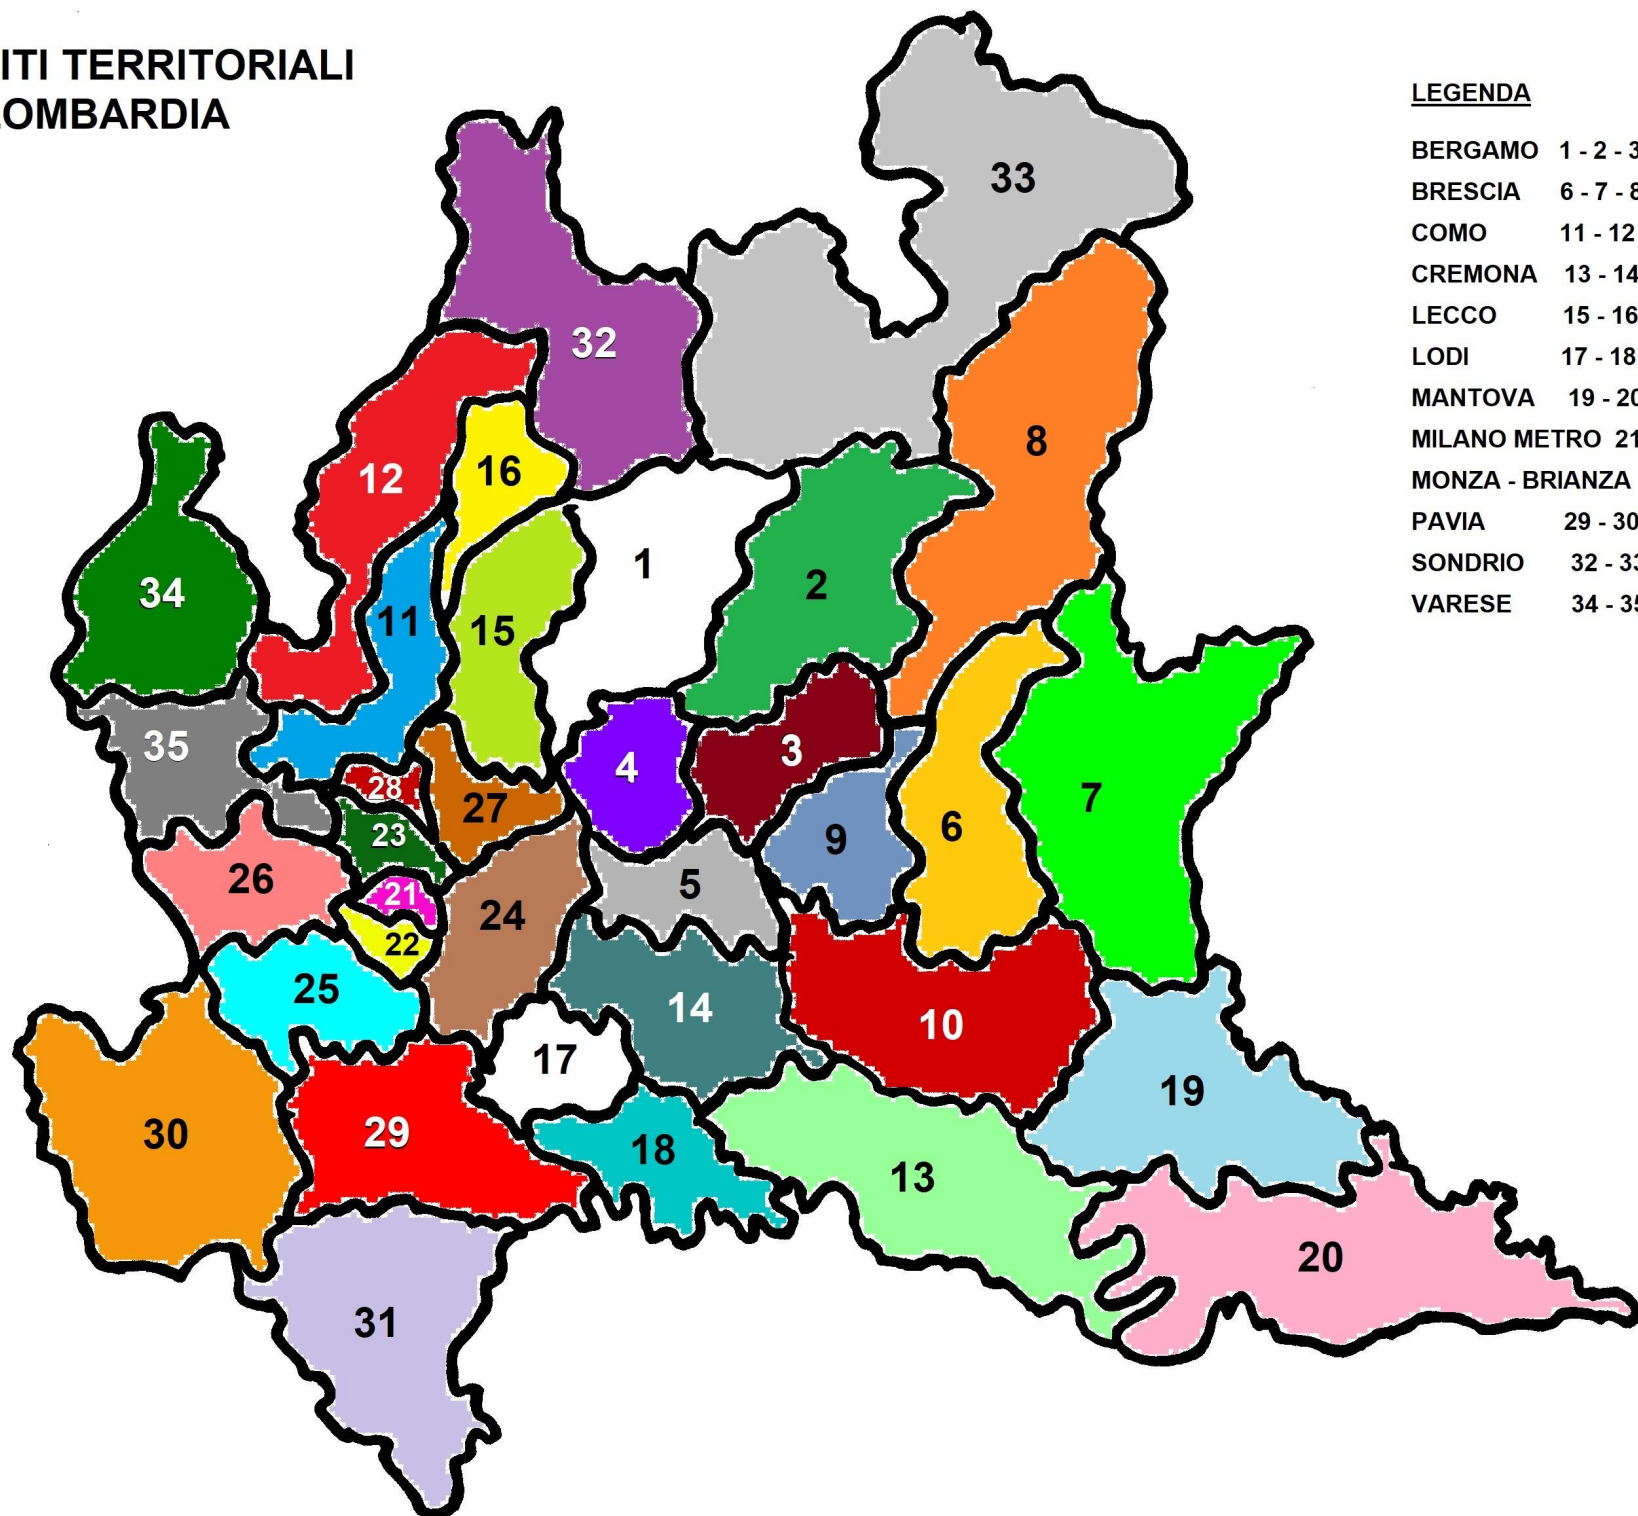 ITI TERRITORIALI
LOMBARDIA
LEGENDA
BERGAMO 1 - 2 - 3
BRESCIA 6 - 7 - 8
COMO 11 - 12
CREMONA 13 - 14
LECCO 15 - 16
LODI 17 - 18
MANTOVA 19 - 20
MILANO METRO 21
MONZA - BRIANZA
PAVIA 29 - 30
SONDRIO 32 - 33
VARESE 34 - 35
33
32
8
12
16
1
2
34
11
15
35
4
3
28
27
7
23
9
6
26
21
5
24
22
25
14
10
17
19
30
29
18
13
20
31